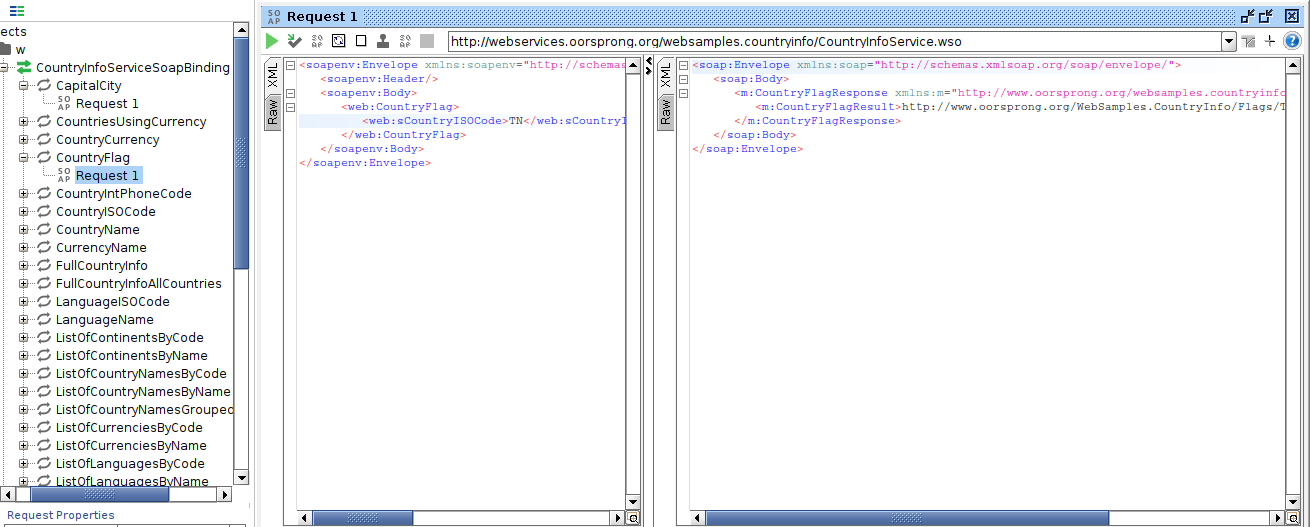 ects
w
CountryInfoServiceSoapBinding
CapitalCity
SO AP Request 1
CountriesUsingCurrency
CountryCurrency
CountryFlag
SO AP Request 1
CountryIntPhoneCode
CountryISOCode
CountryName
CurrencyName
FullCountryInfo
FullCountryInfoAllCountries
LanguageISOCode
LanguageName
ListOfContinentsByCode
ListOfContinentsByName
ListOfCountryNamesByCode
ListOfCountryNamesByName
ListOfCountryNamesGrouped
ListOfCurrenciesByCode
ListOfCurrenciesByName
ListOfLanguagesByCode
ListOfLanguagesByName
Request Properties
SO AP Request 1
SO AP
SO AP
http://webservices.oorsprong.org/websamples.countryinfo/CountryInfoService.wso
?
XML
Raw
<soapenv:Envelope xmlns:soapenv="http://schemas
<soapenv:Header/>
<soapenv:Body>
<web:CountryFlag>
<web:sCountryISOCode>TN</web:sCountryI
</web:CountryFlag>
</soapenv:Body>
</soapenv:Envelope>
XML
Raw
<soap:Envelope xmlns:soap="http://schemas.xmlsoap.org/soap/envelope/">
<soap:Body>
<m:CountryFlagResponse xmlns:m="http://www.oorsprong.org/websamples.countryinfo
<m:CountryFlagResult>http://www.oorsprong.org/WebSamples.CountryInfo/Flags/T
</m:CountryFlagResponse>
</soap:Body>
</soap:Envelope>